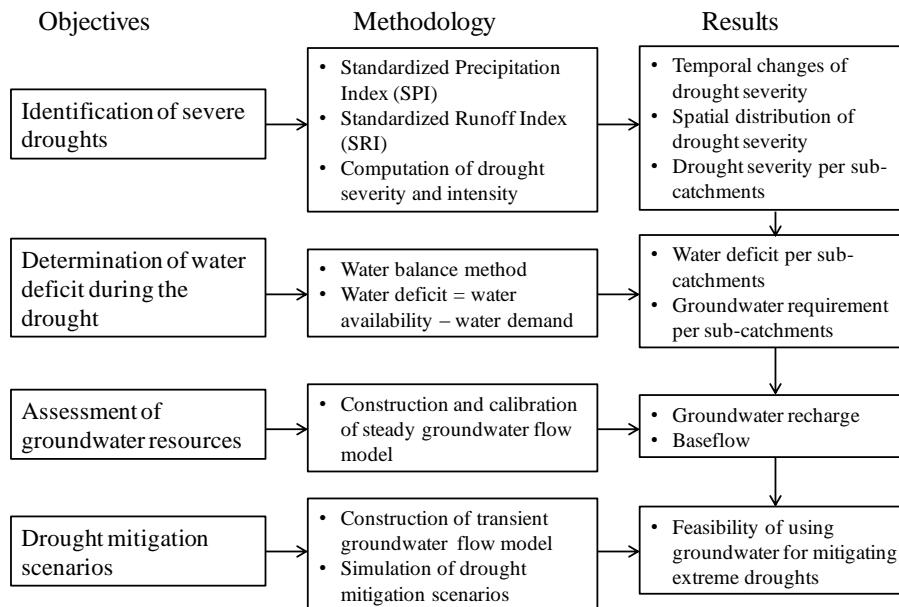 Objectives
Methodology
Results
Identification of severe
droughts
• Standardized Precipitation
Index (SPI)
• Standardized Runoff Index
(SRI)
• Computation of drought
severity and intensity
• Temporal changes of
drought severity
• Spatial distribution of
drought severity
• Drought severity per sub-
catchments
Determination of water
deficit during the
drought
• Water balance method
• Water deficit = water
availability – water demand
• Water deficit per sub-
catchments
• Groundwater requirement
per sub-catchments
Assessment of
groundwater resources
• Construction and calibration
of steady groundwater flow
model
• Groundwater recharge
• Baseflow
Drought mitigation
scenarios
• Construction of transient
groundwater flow model
• Simulation of drought
mitigation scenarios
• Feasibility of using
groundwater for mitigating
extreme droughts